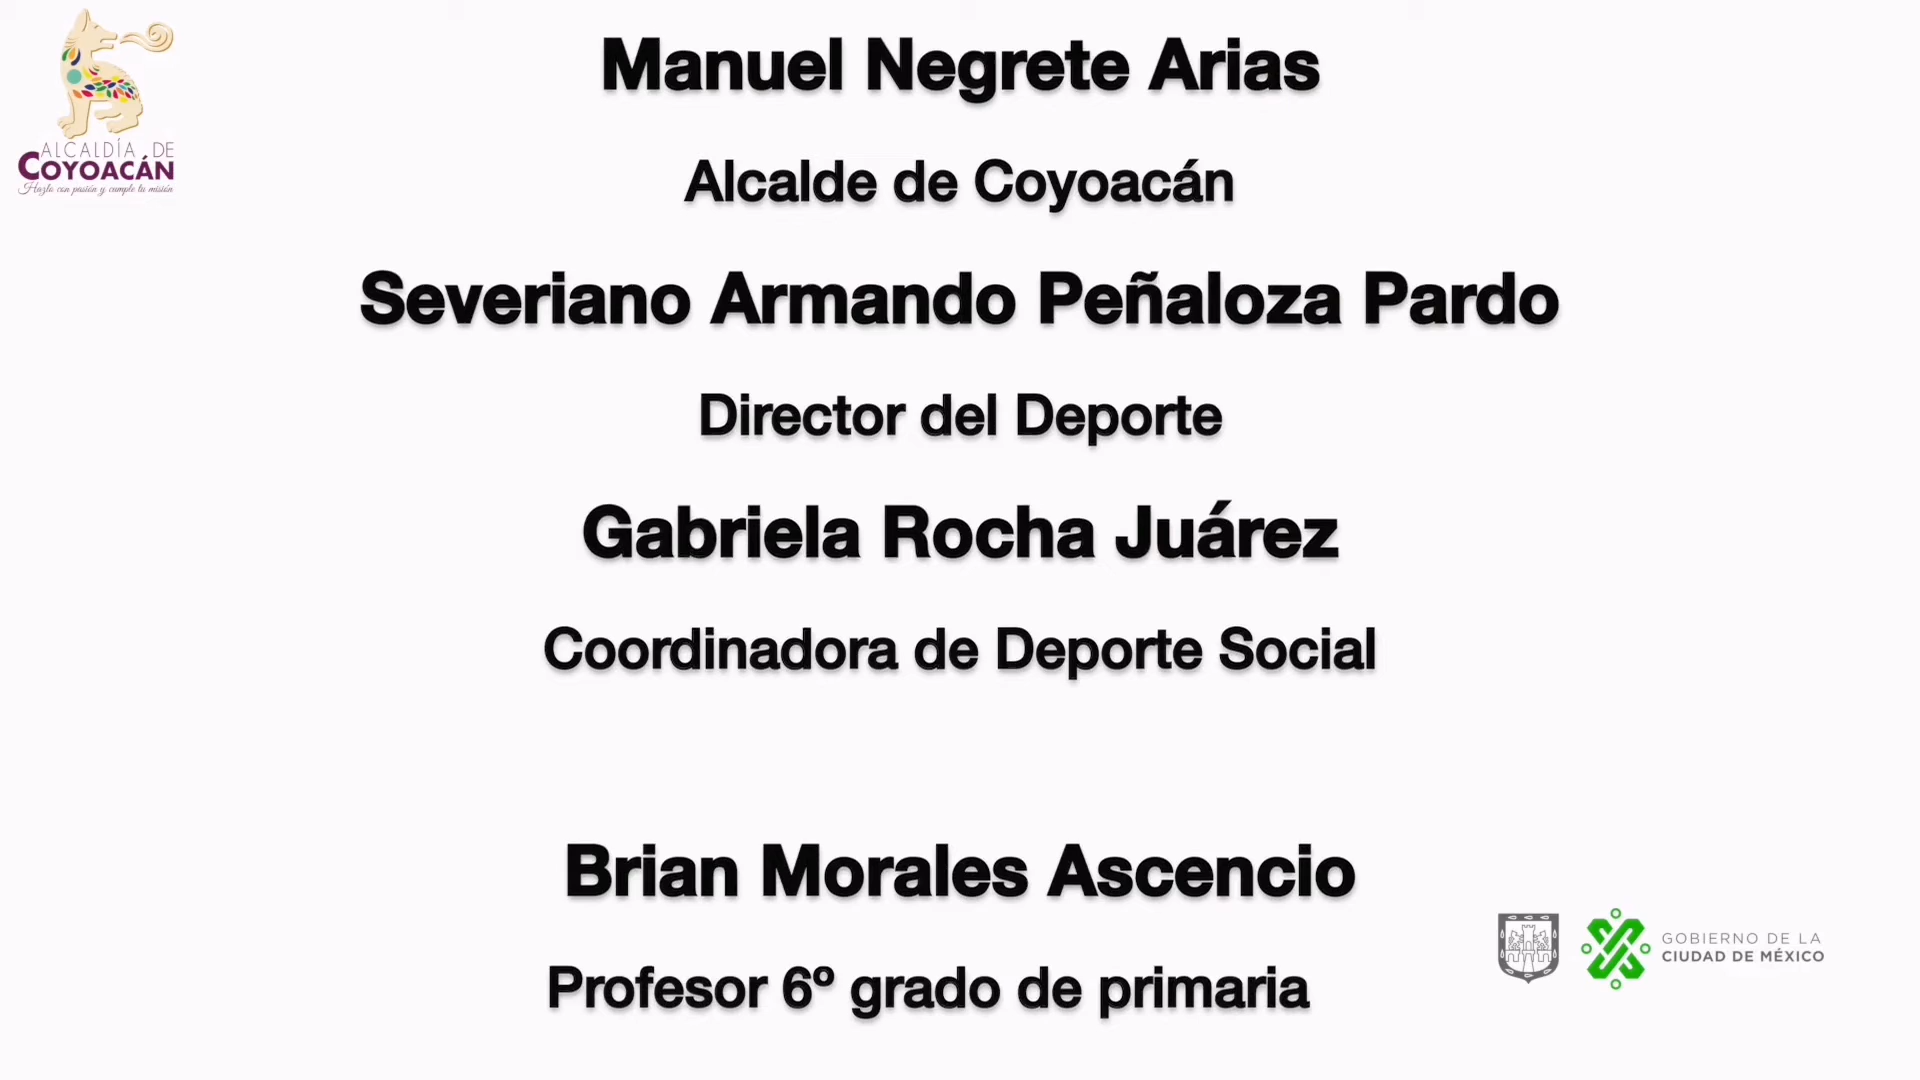 ALCALDÍA DE
COYOACÁN
Hazlo con pasión y cumple tu misión
Manuel Negrete Arias
Alcalde de Coyoacán
Severiano Armando Peñaloza Pardo
Director del Deporte
Gabriela Rocha Juárez
Coordinadora de Deporte Social
Brian Morales Ascencio
Profesor 6º grado de primaria
GOBIERNO DE LA
CIUDAD DE MÉXICO